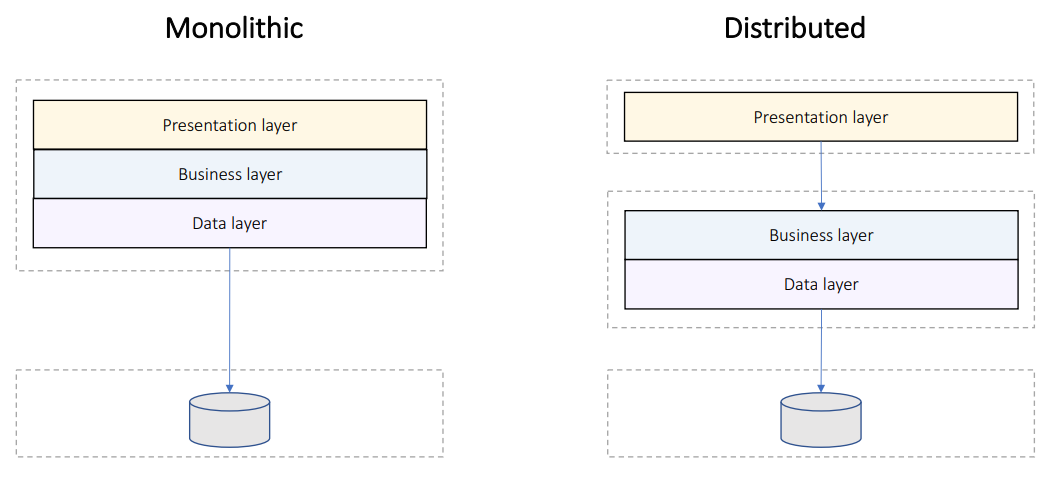 Monolithic
Presentation layer
Business layer
Data layer
Distributed
Presentation layer
Business layer
Data layer